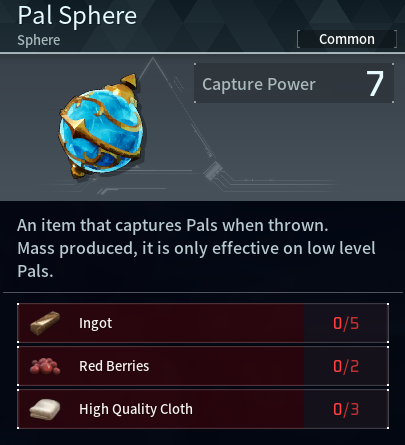 Pal Sphere
Sphere
Common
Capture Power 7
An item that captures Pals when thrown.
Mass produced, it is only effective on low level
Pals.
Ingot 0/5
Red Berries 0/2
High Quality Cloth 0/3